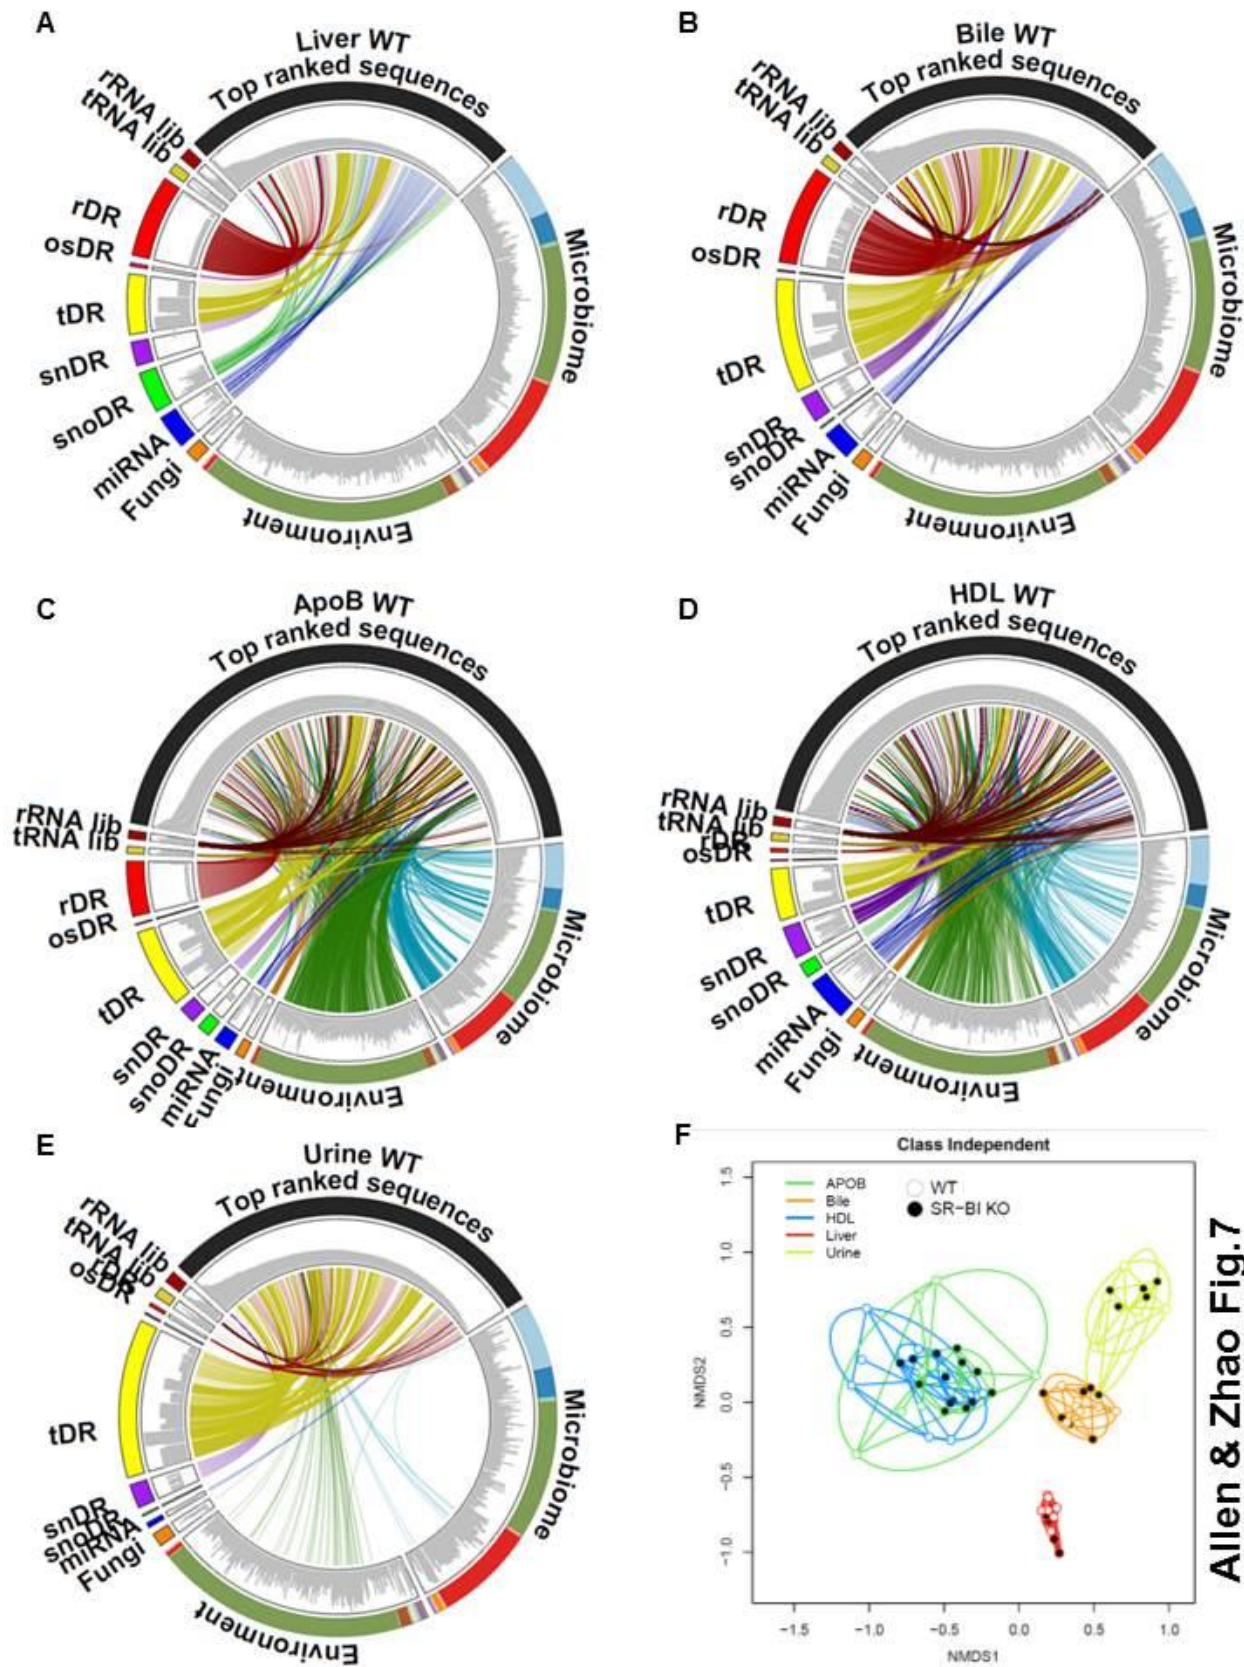 A
Liver WT
Top ranked sequences
rRNA lib
tRNA lib
rDR
osDR
tDR
snDR
snoDR
miRNA
Fungi
Environment
Microbiome
B
Bile WT
Top ranked sequences
rRNA lib
tRNA lib
rDR
osDR
tDR
snDR
snoDR
miRNA
Fungi
Environment
Microbiome
C
ApoB WT
Top ranked sequences
rRNA lib
tRNA lib
rDR
osDR
tDR
snDR
snoDR
miRNA
Fungi
Environment
Microbiome
D
HDL WT
Top ranked sequences
rRNA lib
tRNA lib
rDR
osDR
tDR
snDR
snoDR
miRNA
Fungi
Environment
Microbiome
E
Urine WT
Top ranked sequences
rRNA lib
tRNA lib
rDR
osDR
tDR
snDR
snoDR
miRNA
Fungi
Environment
Microbiome
F
Class Independent
APOB
Bile
HDL
Liver
Urine
WT
SR-BI KO
NMDS2
1.5
1.0
0.5
0.0
-0.5
-1.0
-1.5 -1.0 -0.5 0.0 0.5 1.0
NMDS1
Allen & Zhao Fig.7